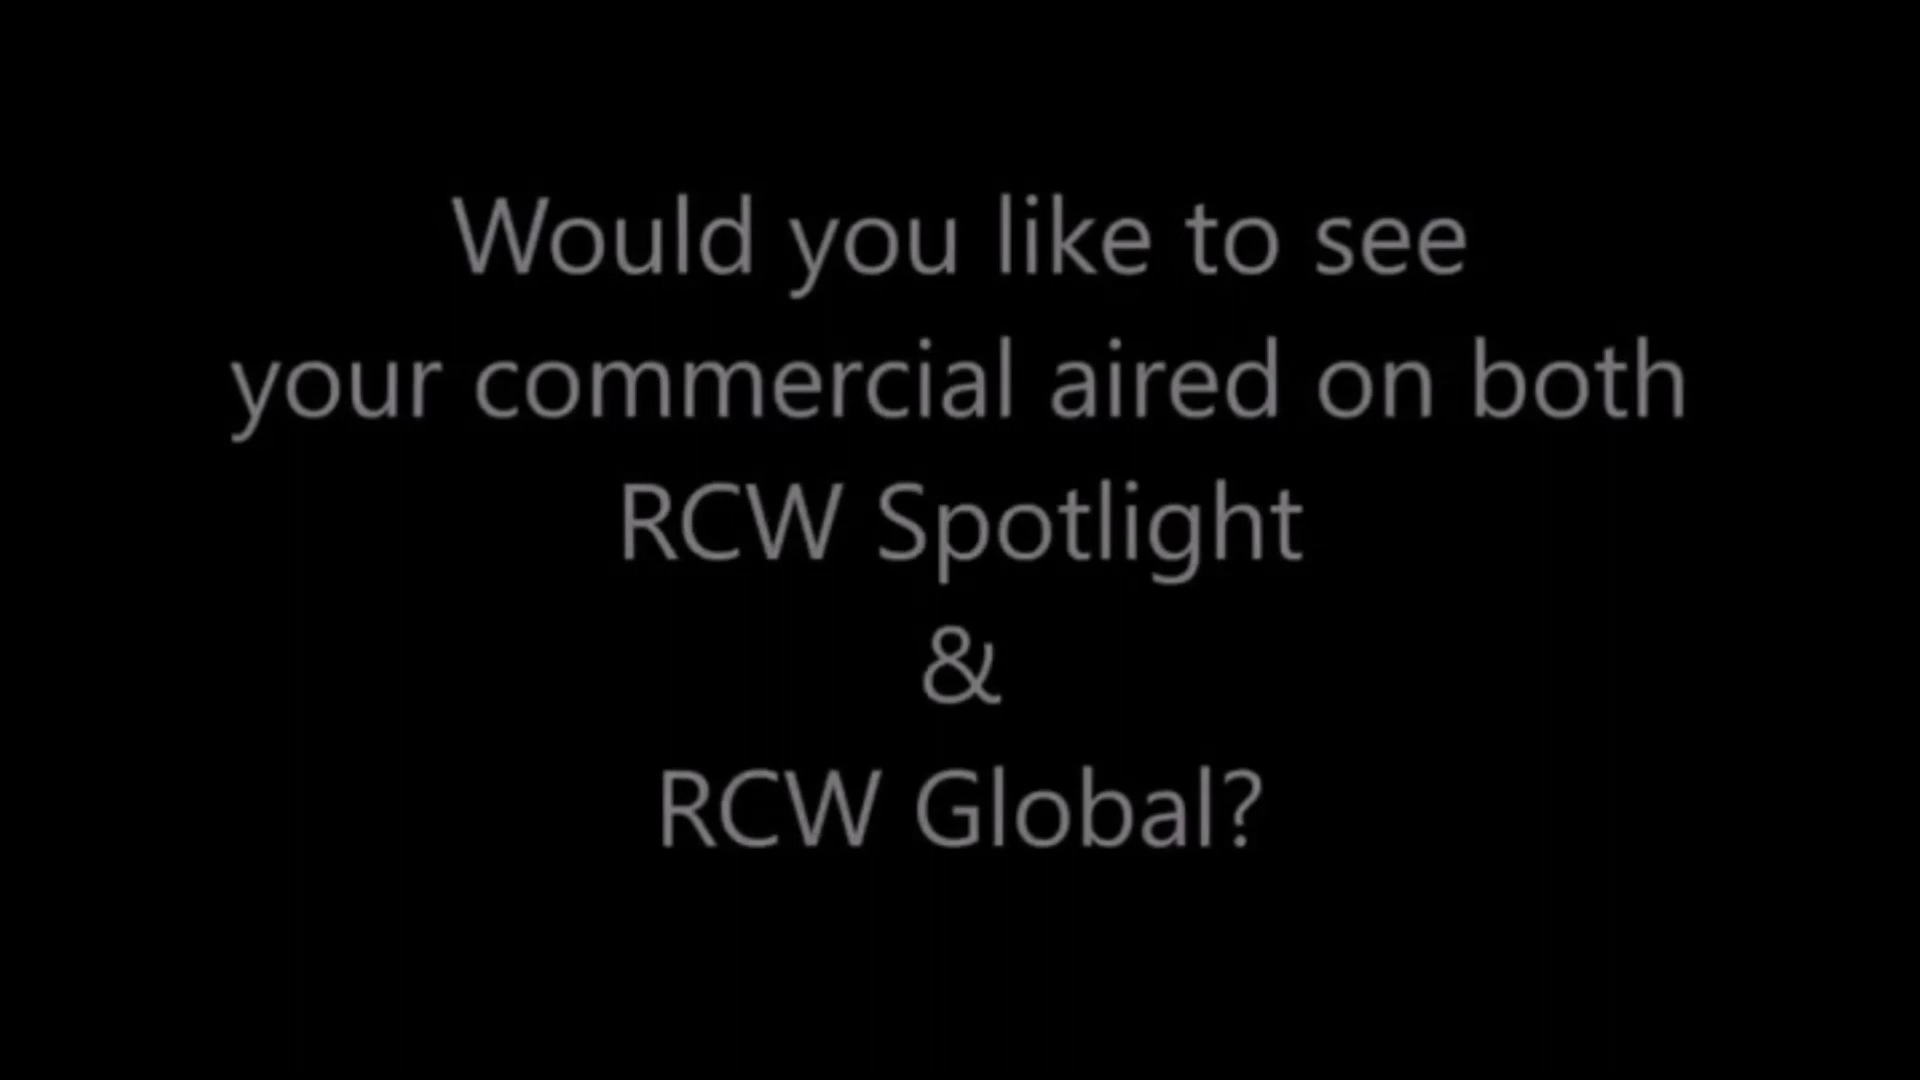 Would you like to see
your commercial aired on both
RCW Spotlight
&
RCW Global?